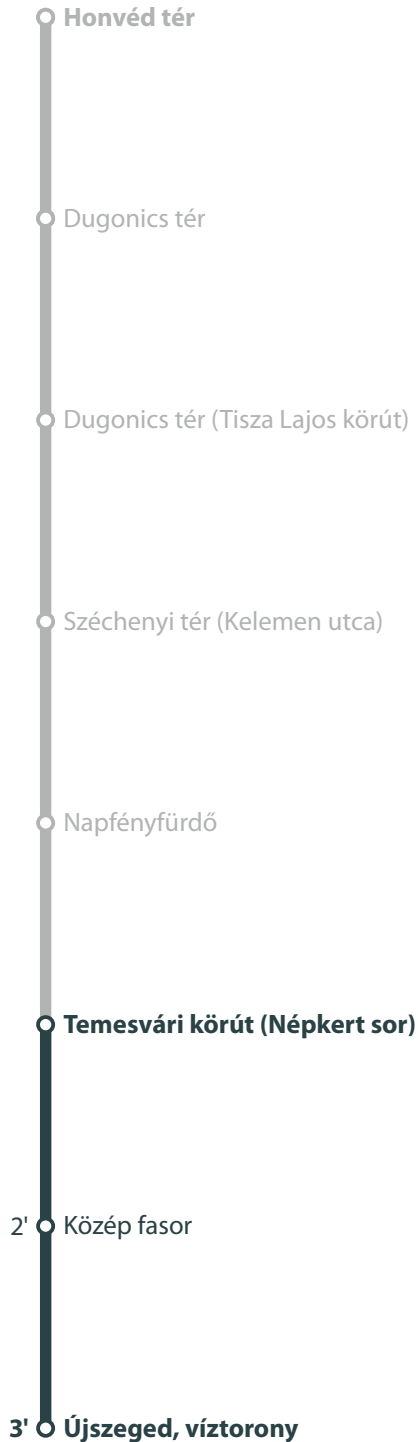 Honvéd tér
Dugonics tér
Dugonics tér (Tisza Lajos körút)
Széchenyi tér (Kelemen utca)
Napfényfürdő
Temesvári körút (Népkert sor)
2' Közép fasor
3' Újszeged, víztorony